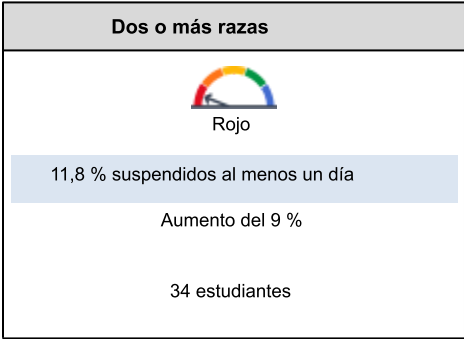 Dos o más razas
Rojo
11,8 % suspendidos al menos un día
Aumento del 9 %
34 estudiantes